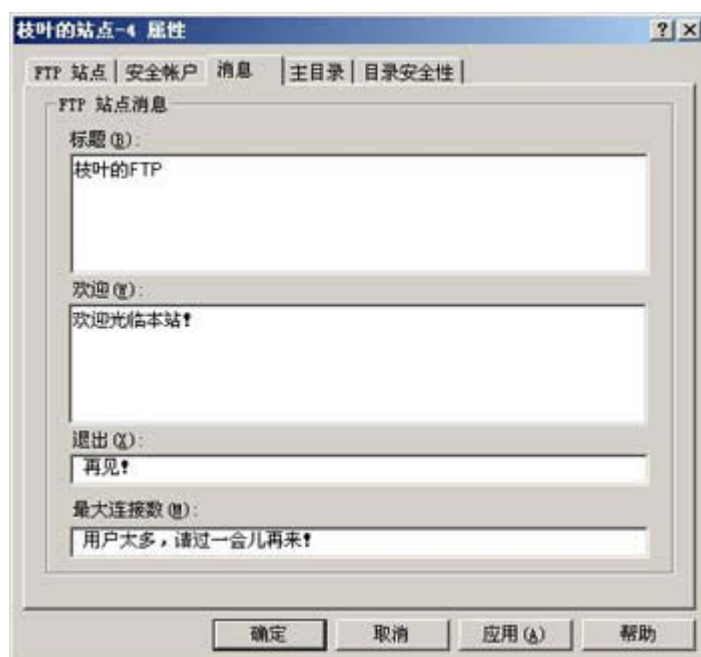 枝叶的站点-4 属性
FTP 站点 安全帐户 消息 主目录 目录安全性
FTP 站点消息
标题(B):
枝叶的FTP
欢迎(W):
欢迎光临本站!
退出(X):
再见!
最大连接数(M):
用户太多,请过一会儿再来!
确定 取消 应用(A) 帮助